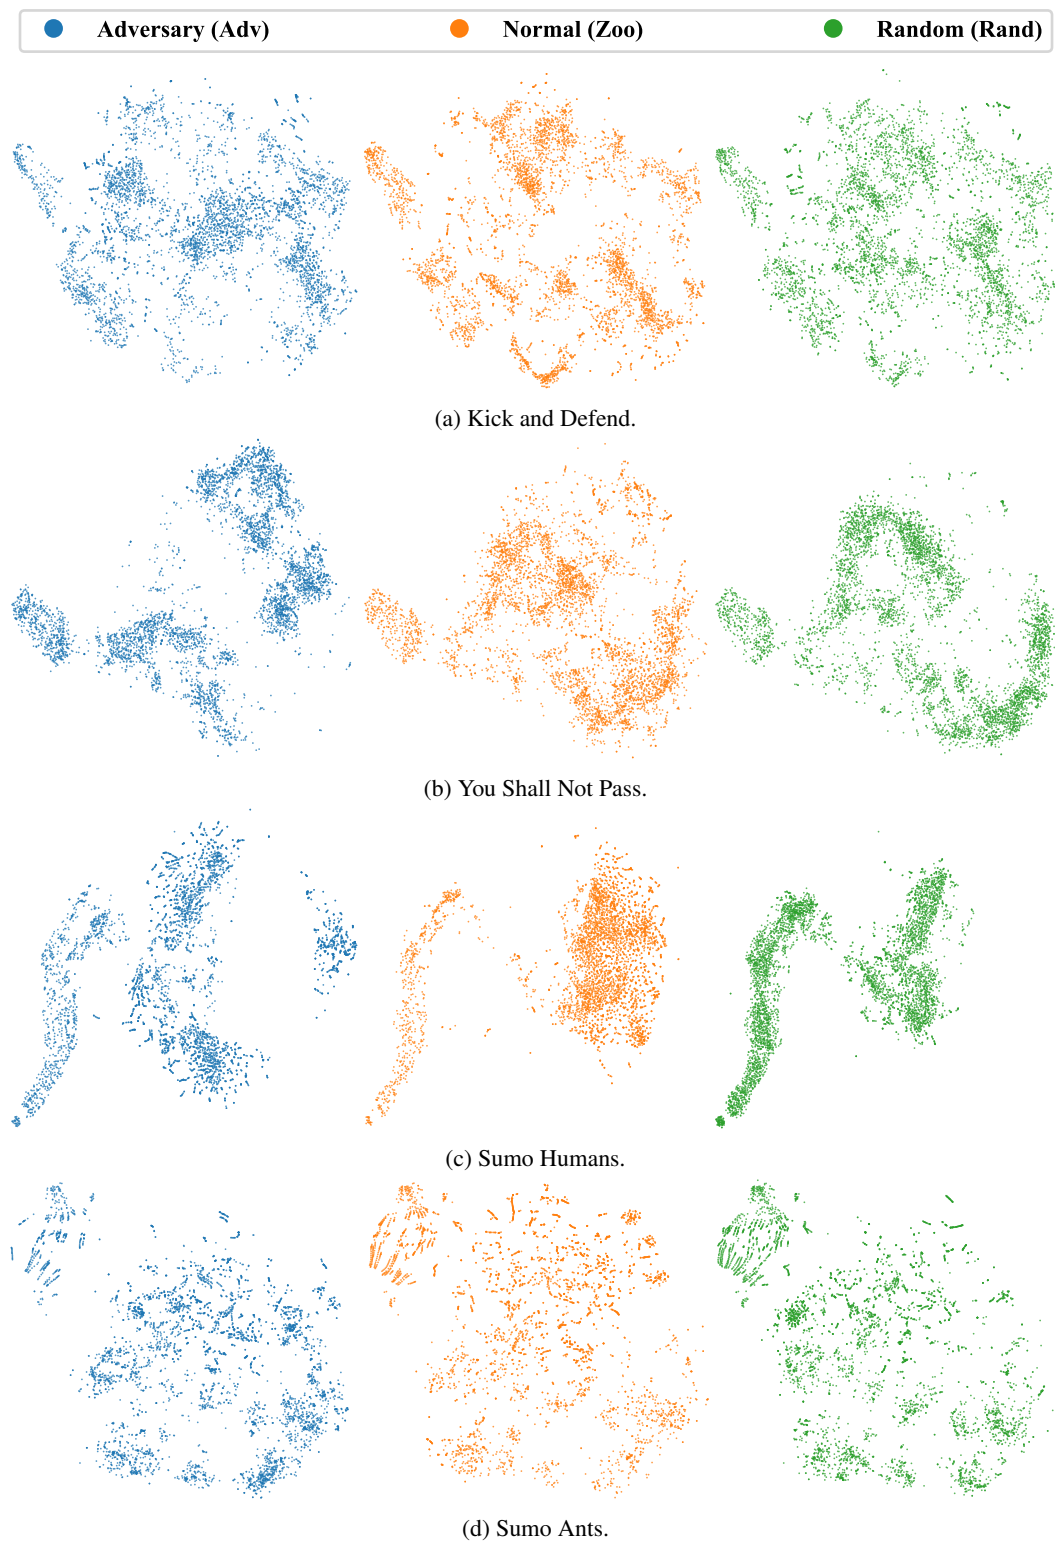 Adversary (Adv) Normal (Zoo) Random (Rand)
(a) Kick and Defend.
(b) You Shall Not Pass.
(c) Sumo Humans.
(d) Sumo Ants.